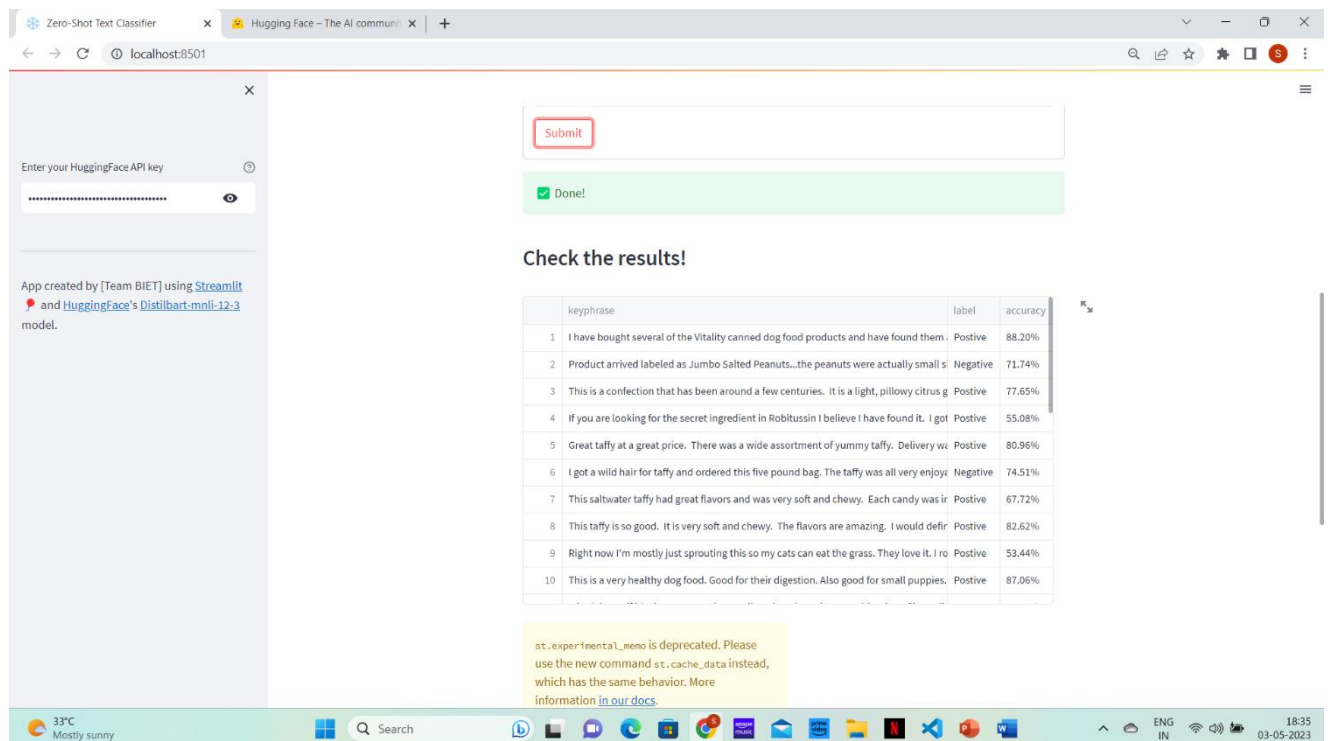 Zero-Shot Text Classifier
Hugging Face – The AI communi
localhost:8501
S
Enter your HuggingFace API key
App created by [Team BIET] using Streamlit
and HuggingFace's Distilbart-mnli-12-3
model.
Submit
Done!
Check the results!
keyphrase label accuracy
1 I have bought several of the Vitality canned dog food products and have found them Postive 88.20%
2 Product arrived labeled as Jumbo Salted Peanuts...the peanuts were actually small s Negative 71.74%
3 This is a confection that has been around a few centuries. It is a light, pillowy citrus g Postive 77.65%
4 If you are looking for the secret ingredient in Robitussin I believe I have found it. I got Postive 55.08%
5 Great taffy at a great price. There was a wide assortment of yummy taffy. Delivery wa Postive 80.96%
6 I got a wild hair for taffy and ordered this five pound bag. The taffy was all very enjoya Negative 74.51%
7 This saltwater taffy had great flavors and was very soft and chewy. Each candy was ir Postive 67.72%
8 This taffy is so good. It is very soft and chewy. The flavors are amazing. I would defir Postive 82.62%
9 Right now I'm mostly just sprouting this so my cats can eat the grass. They love it. I ro Postive 53.44%
10 This is a very healthy dog food. Good for their digestion. Also good for small puppies. Postive 87.06%
st.experimental_memo is deprecated. Please
use the new command st.cache_data instead,
which has the same behavior. More
information in our docs.
33°C
Mostly sunny
Search
ENG
IN
18:35
03-05-2023